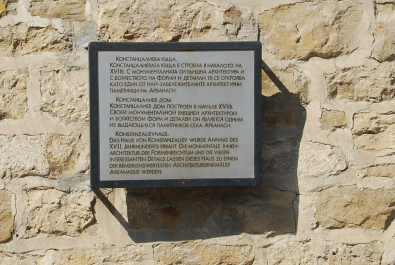 Констанцалиева къща.
Констанцалиевата къща е строена в началото на
XVIIв. С монументалната си външна архитектура и
с богатството на форми и детайли тя се откроява
като един от най-забележителните архитектурни
паметници на Арбанаси.
Констанцалиев дом.
Констанцалиев дом построен в начале XVIIв.
Своей монументальной внешней архитектурой
и богатством форм и деталей он является одним
из выдающихся памятников села Арбанаси.
Konstanzalievhaus.
Das Haus von Konstanzaliev wurde Anfang des
XVII. Jahrhunderts erbaut. Die monumentale Innen-
architektur, der Formenreichtum und die vielen
interessanten Details lassen dieses Haus zu einem
der bemerkenswertesten Architekturdenkmäler
Arbanassis werden.